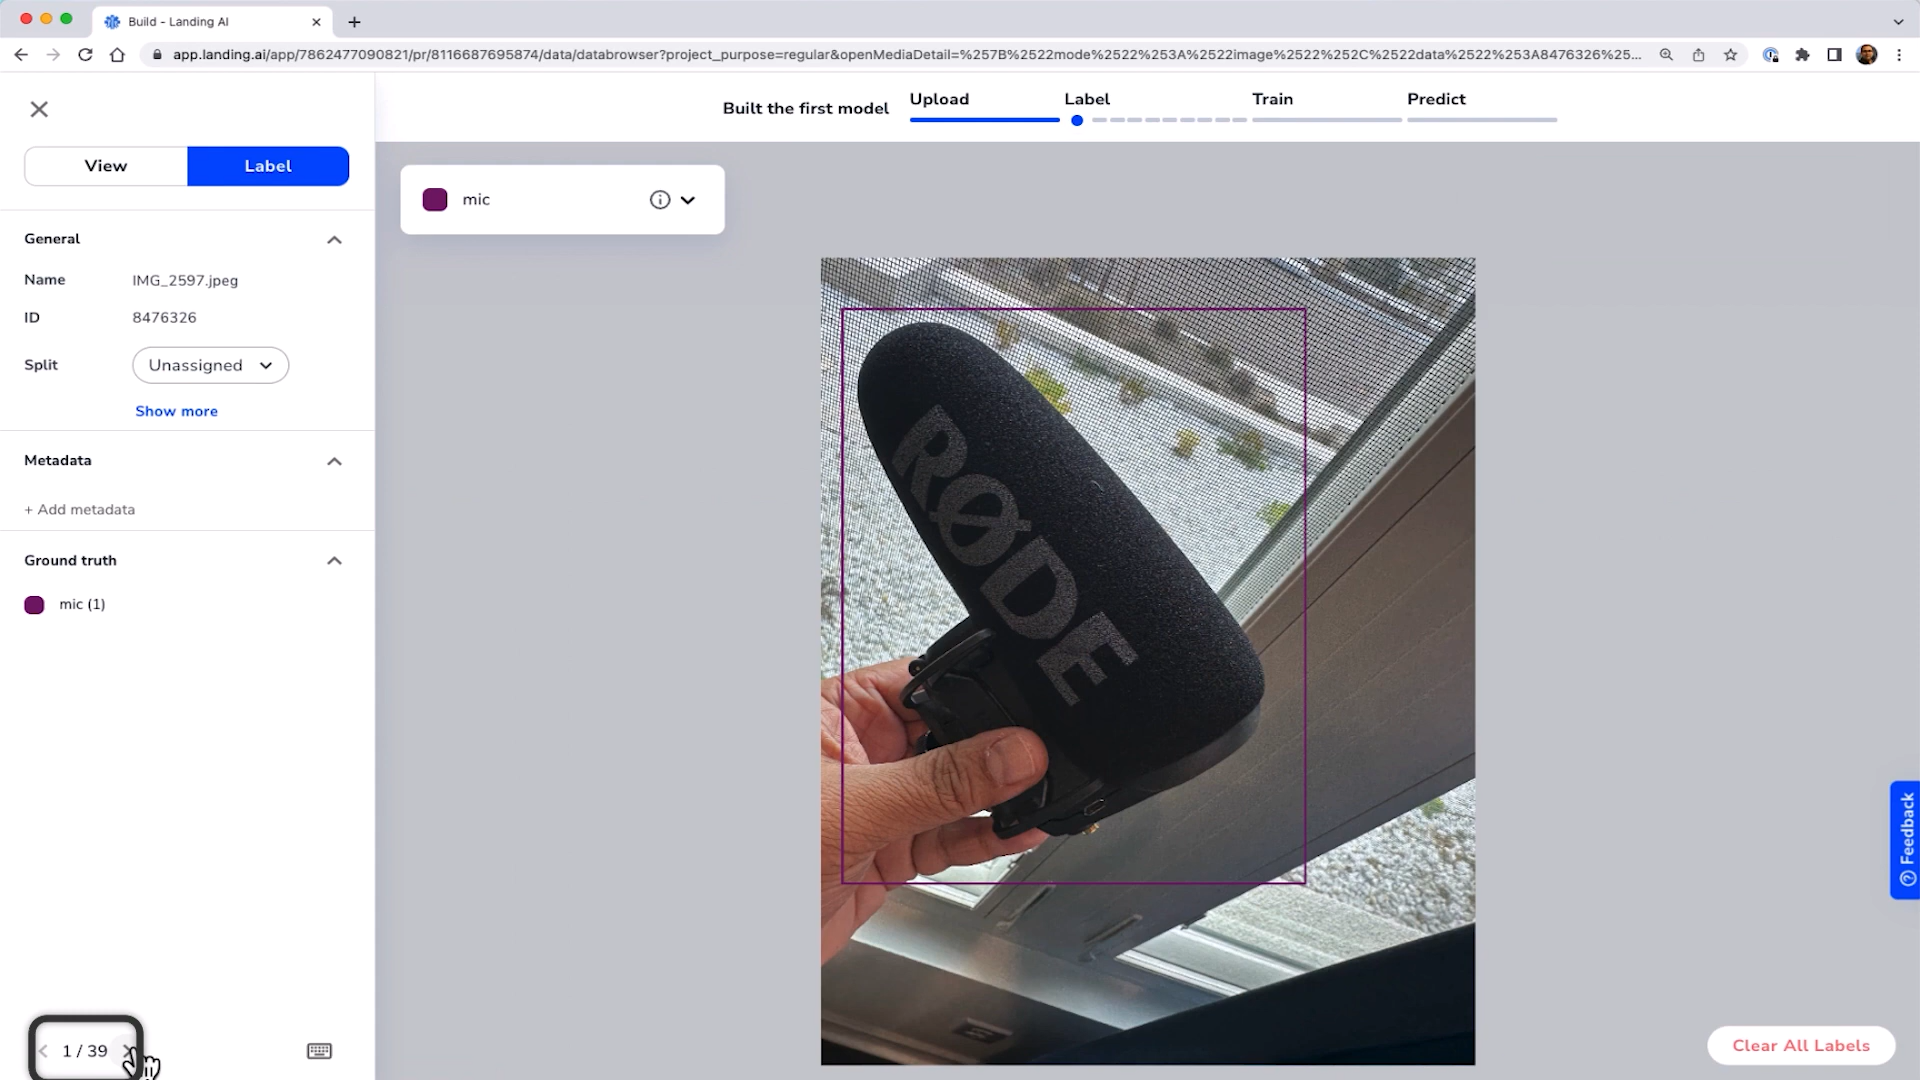 Build - Landing AI
app.landing.ai/app/7862477090821/pr/8116687695874/data/databrowser?project_purpose=regular&openMediaDetail=%257B%2522mode%2522%253A%2522image%2522%252C%2522data%2522%253A8476326%25...
Built the first model
Upload
Label
Train
Predict
View
Label
mic
General
Name
IMG_2597.jpeg
ID
8476326
Split
Unassigned
Show more
Metadata
+ Add metadata
Ground truth
mic (1)
RØDE
Feedback
1 / 39
Clear All Labels